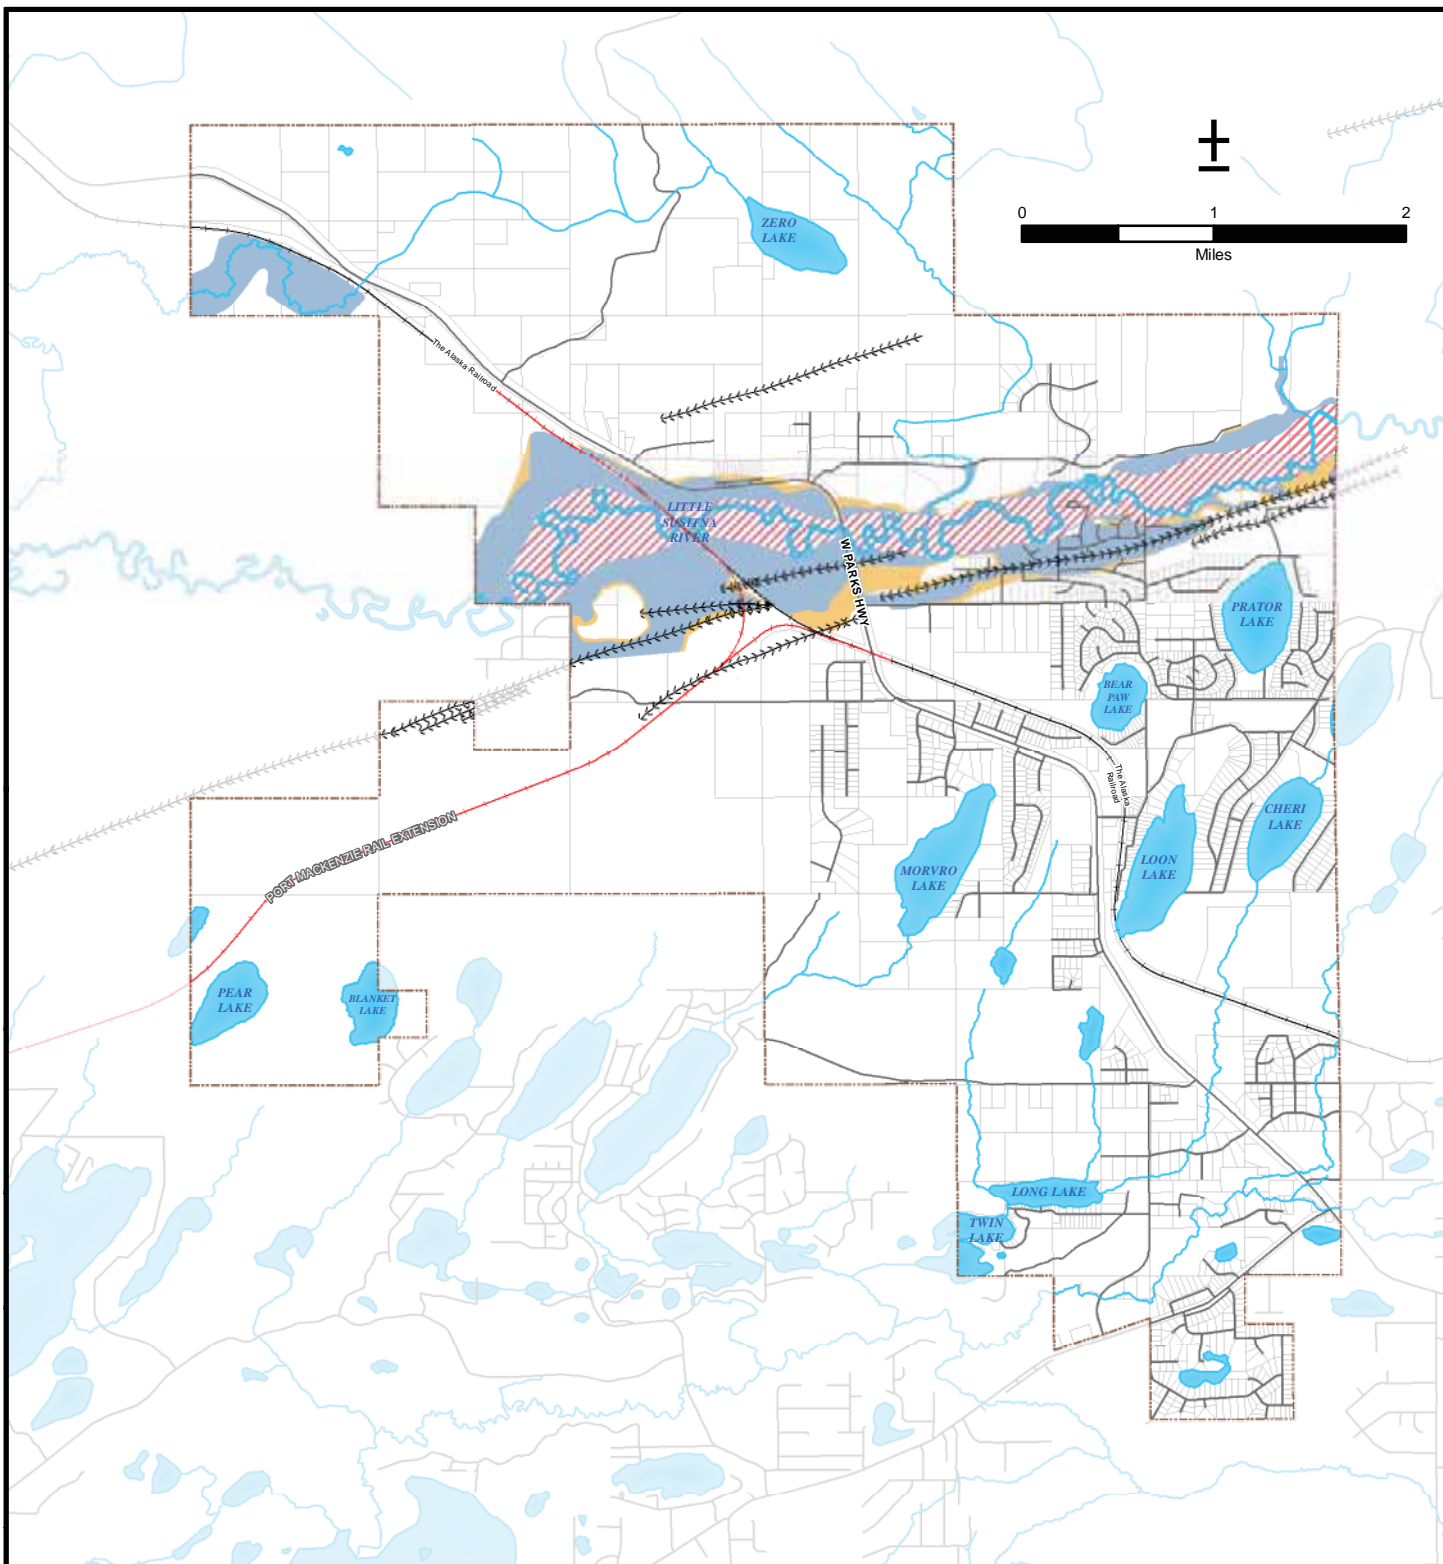 0 1 2
Miles
ZERO
LAKE
The Alaska Railroad
LITTLE
SUSITNA
RIVER
W PARKS HWY
PRATOR
LAKE
BEAR
PAW
LAKE
The Alaska
Railroad
CHERI
LAKE
PORT MACKENZIE RAIL EXTENSION
MORVRO
LAKE
LOON
LAKE
PEAR
LAKE
BLANKET
LAKE
LONG LAKE
TWIN
LAKE